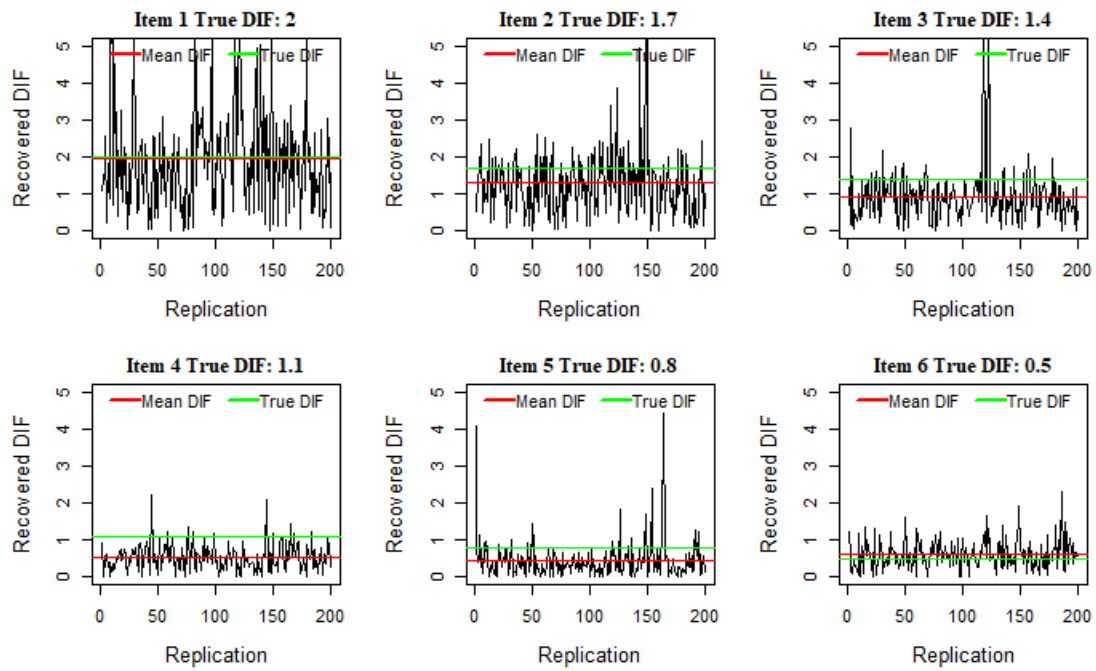 Item 1 True DIF: 2
Mean DIF True DIF
Recovered DIF
0 1 2 3 4 5
0 50 100 150 200
Replication
Item 2 True DIF: 1.7
Mean DIF True DIF
Recovered DIF
0 1 2 3 4 5
0 50 100 150 200
Replication
Item 3 True DIF: 1.4
Mean DIF True DIF
Recovered DIF
0 1 2 3 4 5
0 50 100 150 200
Replication
Item 4 True DIF: 1.1
Mean DIF True DIF
Recovered DIF
0 1 2 3 4 5
0 50 100 150 200
Replication
Item 5 True DIF: 0.8
Mean DIF True DIF
Recovered DIF
0 1 2 3 4 5
0 50 100 150 200
Replication
Item 6 True DIF: 0.5
Mean DIF True DIF
Recovered DIF
0 1 2 3 4 5
0 50 100 150 200
Replication